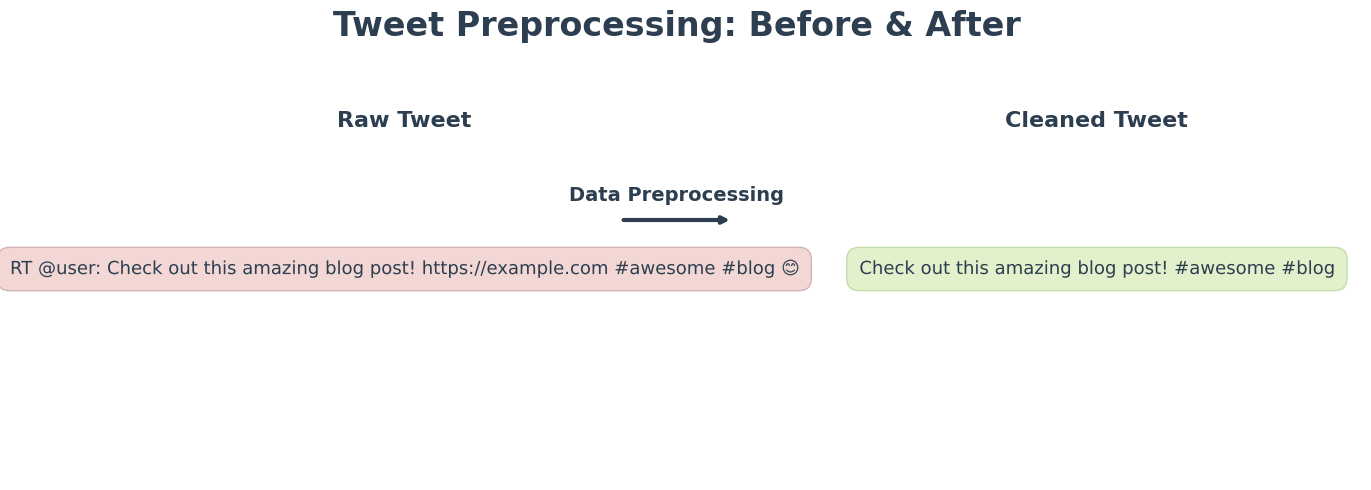 Tweet Preprocessing: Before & After
Raw Tweet
Cleaned Tweet
Data Preprocessing
RT @user: Check out this amazing blog post! https://example.com #awesome #blog 😊
Check out this amazing blog post! #awesome #blog